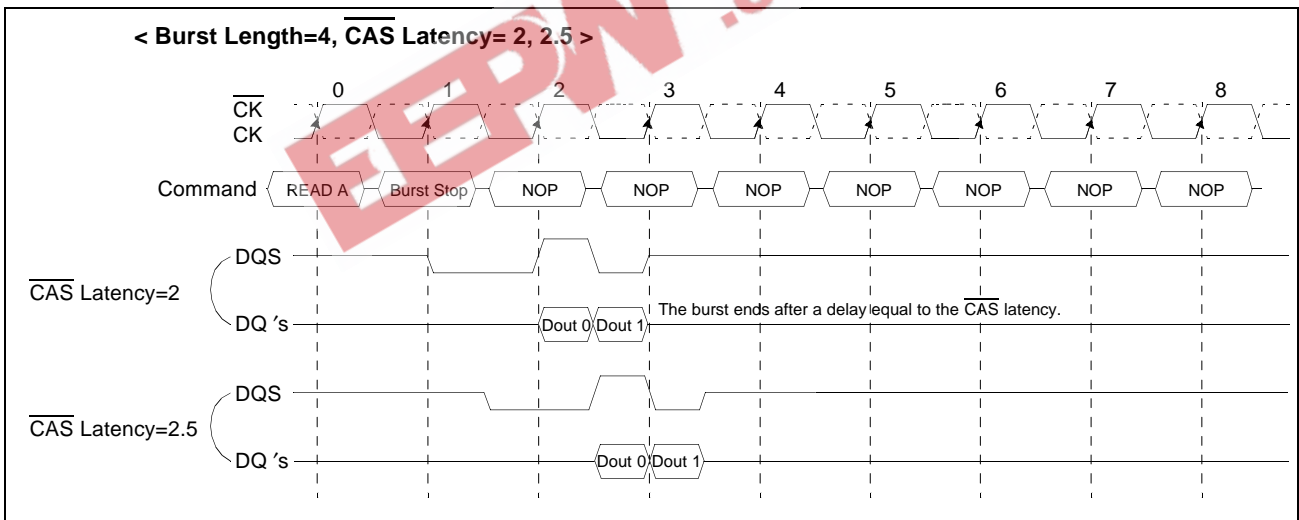 < Burst Length=4, CAS Latency= 2, 2.5 >
0 1 2 3 4 5 6 7 8
CK
CK
Command READ A Burst Stop NOP NOP NOP NOP NOP NOP NOP
DQS
CAS Latency=2
The burst ends after a delay equal to the CAS latency.
DQ 's Dout 0 Dout 1
DQS
CAS Latency=2.5
DQ 's Dout 0 Dout 1
EEPW